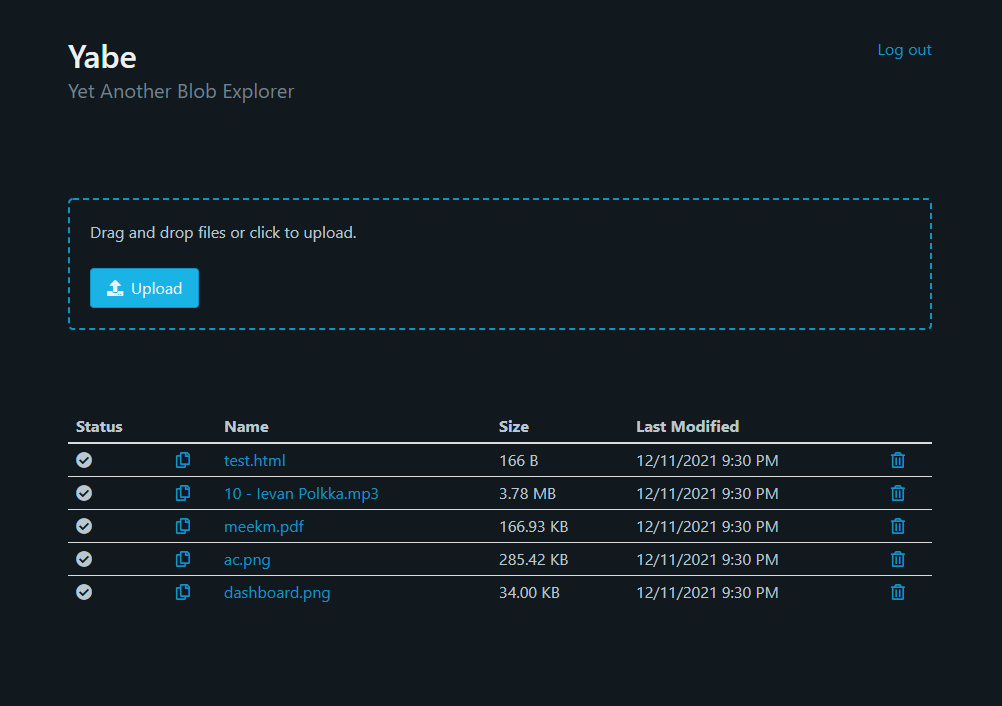 Yabe
Log out
Yet Another Blob Explorer
Drag and drop files or click to upload.
Upload
Status Name Size Last Modified
test.html 166 B 12/11/2021 9:30 PM
10 - Ievan Polkka.mp3 3.78 MB 12/11/2021 9:30 PM
meekm.pdf 166.93 KB 12/11/2021 9:30 PM
ac.png 285.42 KB 12/11/2021 9:30 PM
dashboard.png 34.00 KB 12/11/2021 9:30 PM